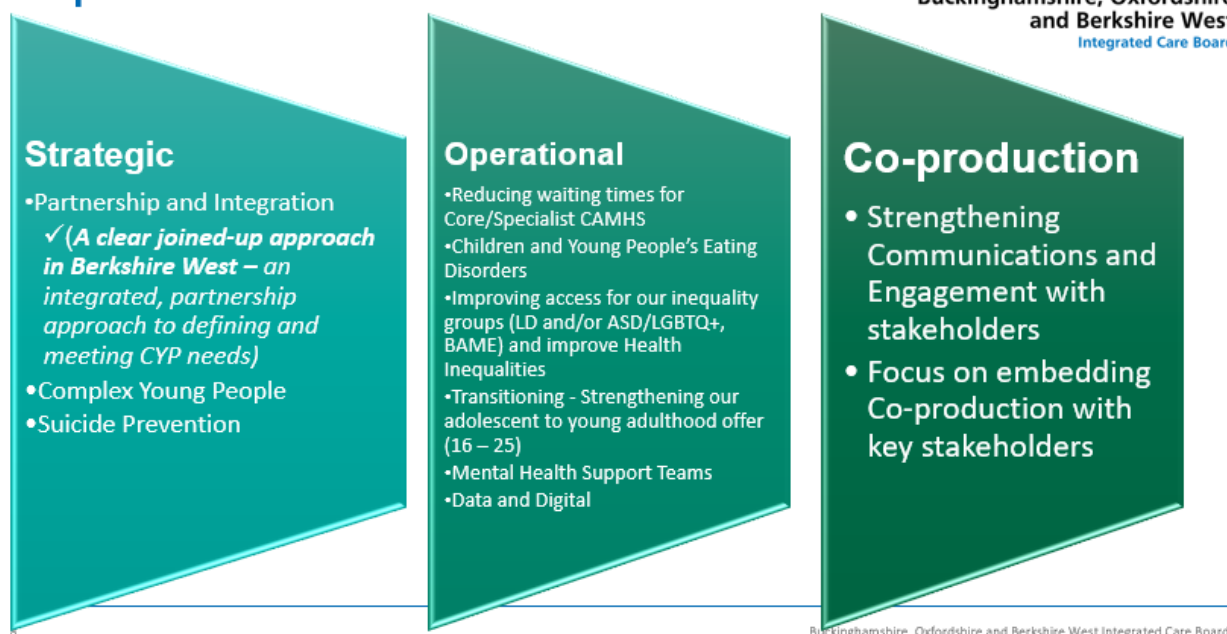 Buckinghamshire, Oxfordshire
and Berkshire West
Integrated Care Board
Strategic
•Partnership and Integration
✓(A clear joined-up approach
in Berkshire West – an
integrated, partnership
approach to defining and
meeting CYP needs)
•Complex Young People
•Suicide Prevention
Operational
•Reducing waiting times for
Core/Specialist CAMHS
•Children and Young People's Eating
Disorders
•Improving access for our inequality
groups (LD and/or ASD/LGBTQ+,
BAME) and improve Health
Inequalities
•Transitioning - Strengthening our
adolescent to young adulthood offer
(16 – 25)
•Mental Health Support Teams
•Data and Digital
Co-production
• Strengthening
Communications and
Engagement with
stakeholders
• Focus on embedding
Co-production with
key stakeholders
Buckinghamshire, Oxfordshire and Berkshire West Integrated Care Board